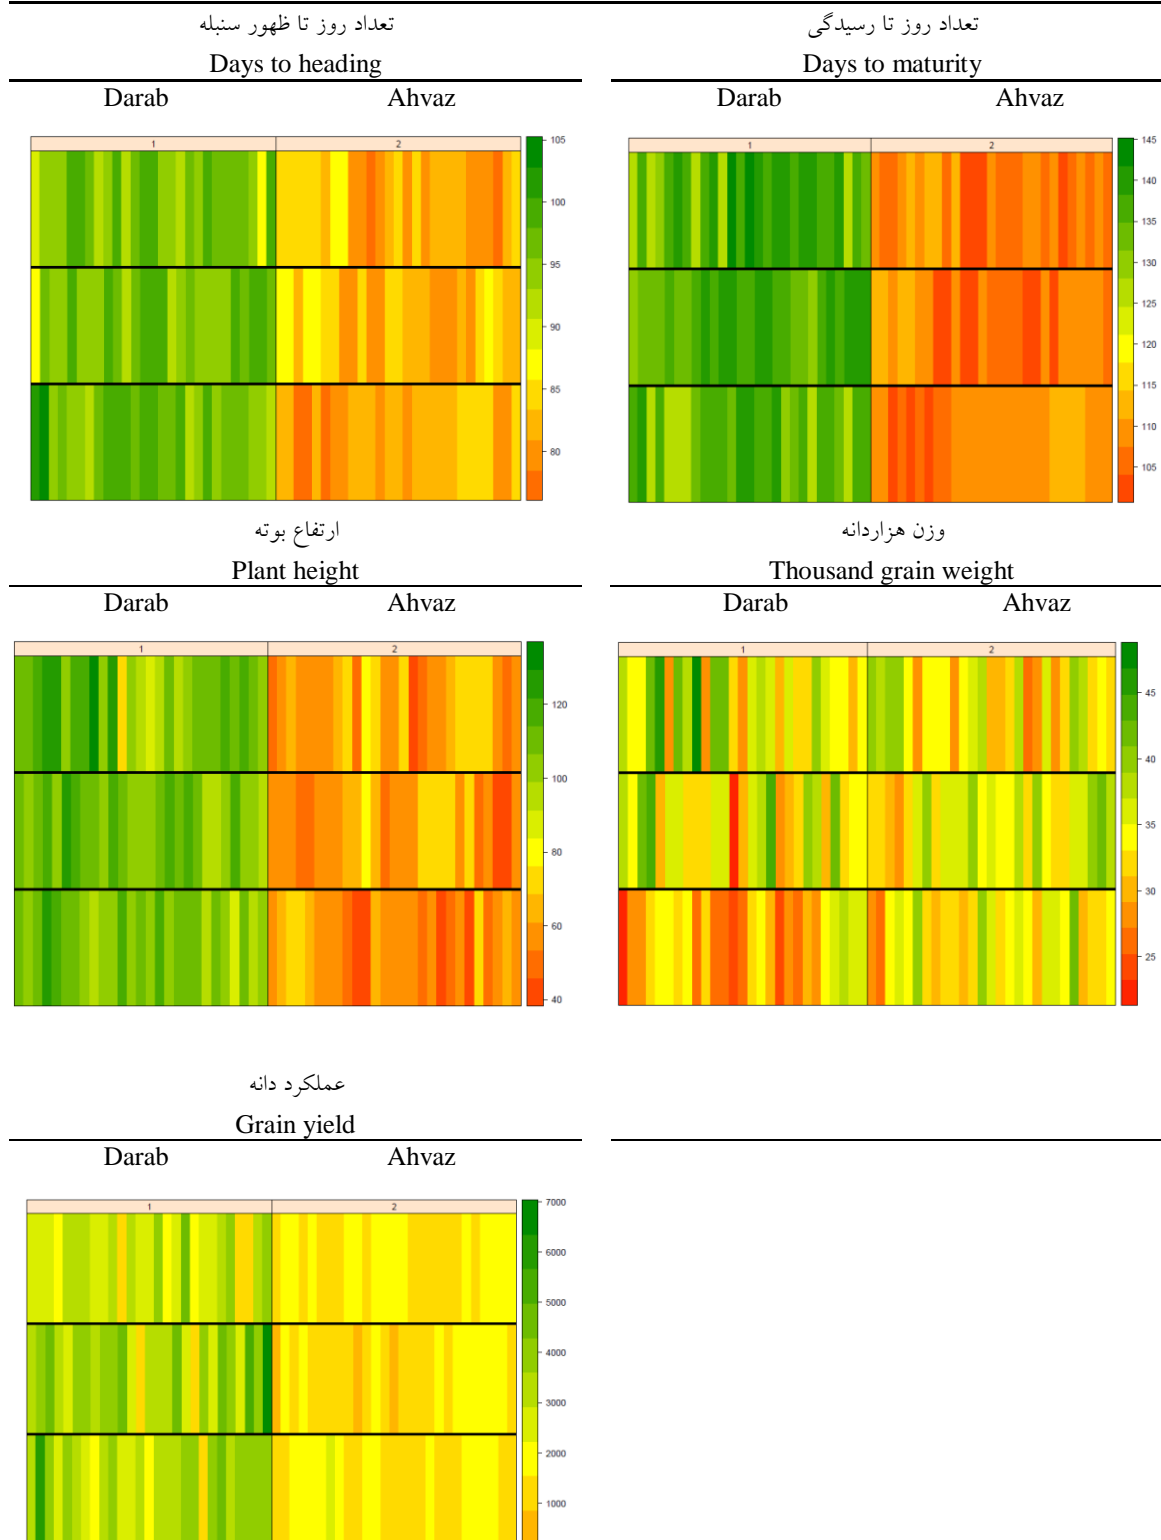 تعداد روز تا ظهور سنبله
Days to heading
Darab Ahvaz
1 2
105
100
95
90
85
80
تعداد روز تا رسیدگی
Days to maturity
Darab Ahvaz
1 2
145
140
135
130
125
120
115
110
105
ارتفاع بوته
Plant height
Darab Ahvaz
1 2
120
100
80
60
40
وزن هزاردانه
Thousand grain weight
Darab Ahvaz
1 2
45
40
35
30
25
عملکرد دانه
Grain yield
Darab Ahvaz
1 2
7000
6000
5000
4000
3000
2000
1000